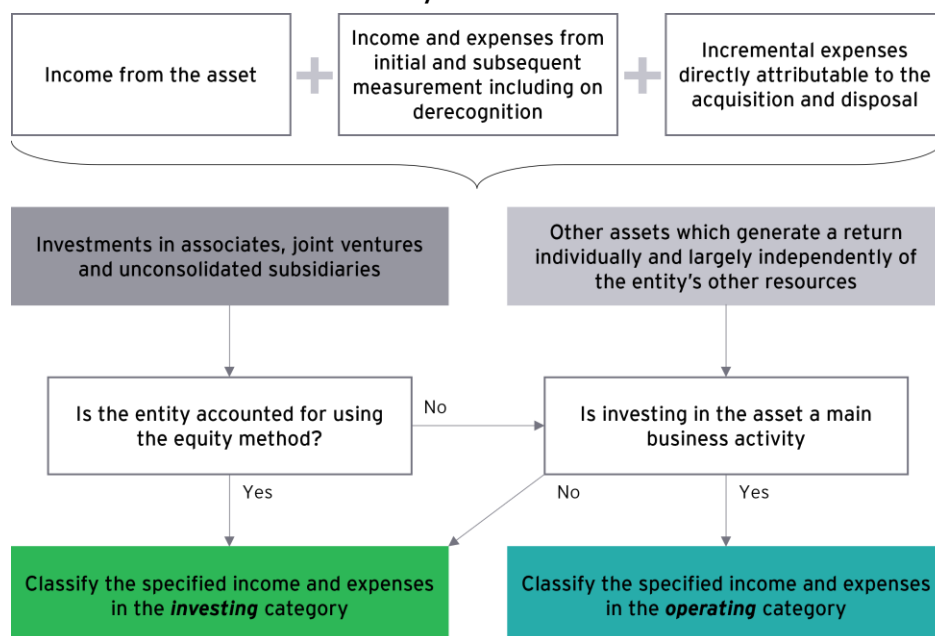 Income from the asset
Income and expenses from
initial and subsequent
measurement including on
derecognition
Incremental expenses
directly attributable to the
acquisition and disposal
Investments in associates, joint ventures
and unconsolidated subsidiaries
Other assets which generate a return
individually and largely independently of
the entity's other resources
Is the entity accounted for using
the equity method?
No
Is investing in the asset a main
business activity
Yes
No
Yes
Classify the specified income and expenses
in the investing category
Classify the specified income and expenses
in the operating category